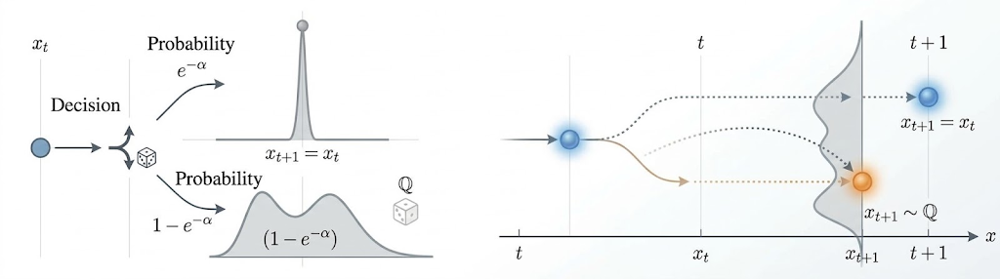 x_t
Probability
e^{-α}
Decision
x_{t+1} = x_t
Probability
1 − e^{-α}
(1 − e^{-α})
ℚ
t
t + 1
x_{t+1} = x_t
x_{t+1} ∼ ℚ
x
t
x_t
x_{t+1}
t + 1